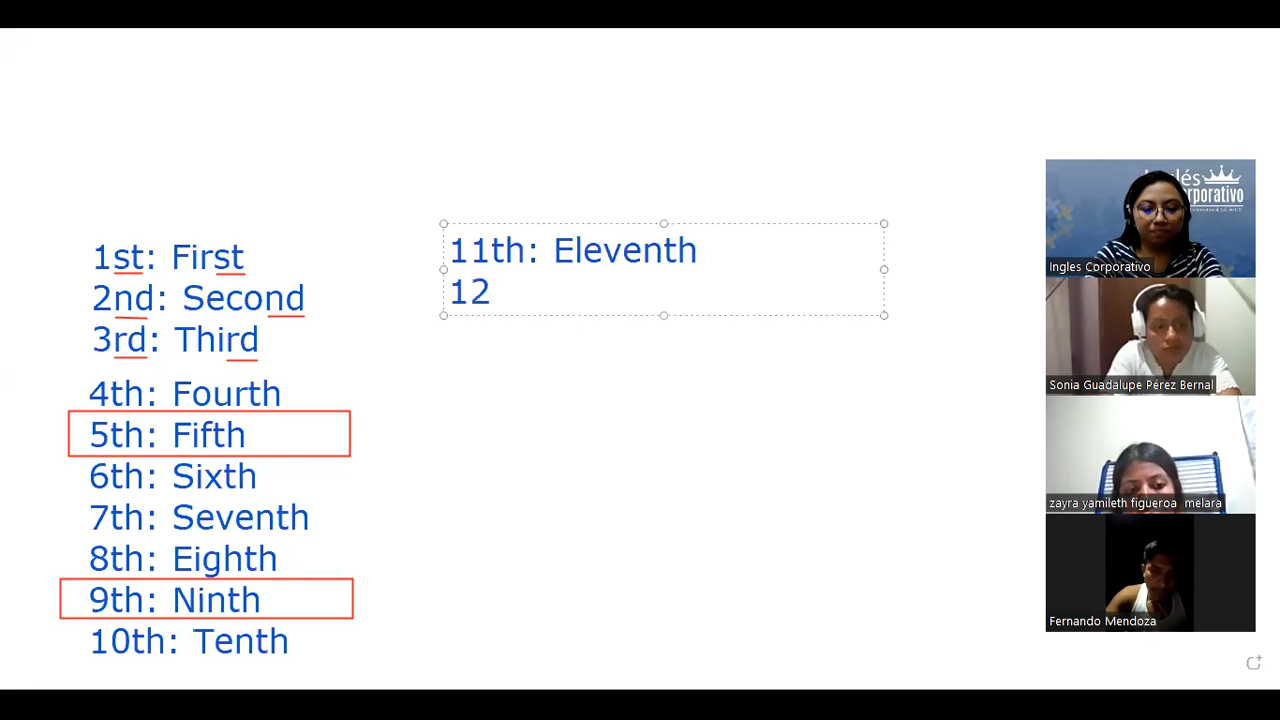 1st: First
2nd: Second
3rd: Third
4th: Fourth
5th: Fifth
6th: Sixth
7th: Seventh
8th: Eighth
9th: Ninth
10th: Tenth
11th: Eleventh
12
Ingles Corporativo
Sonia Guadalupe Pérez Bernal
zayra yamileth figueroa melara
Fernando Mendoza